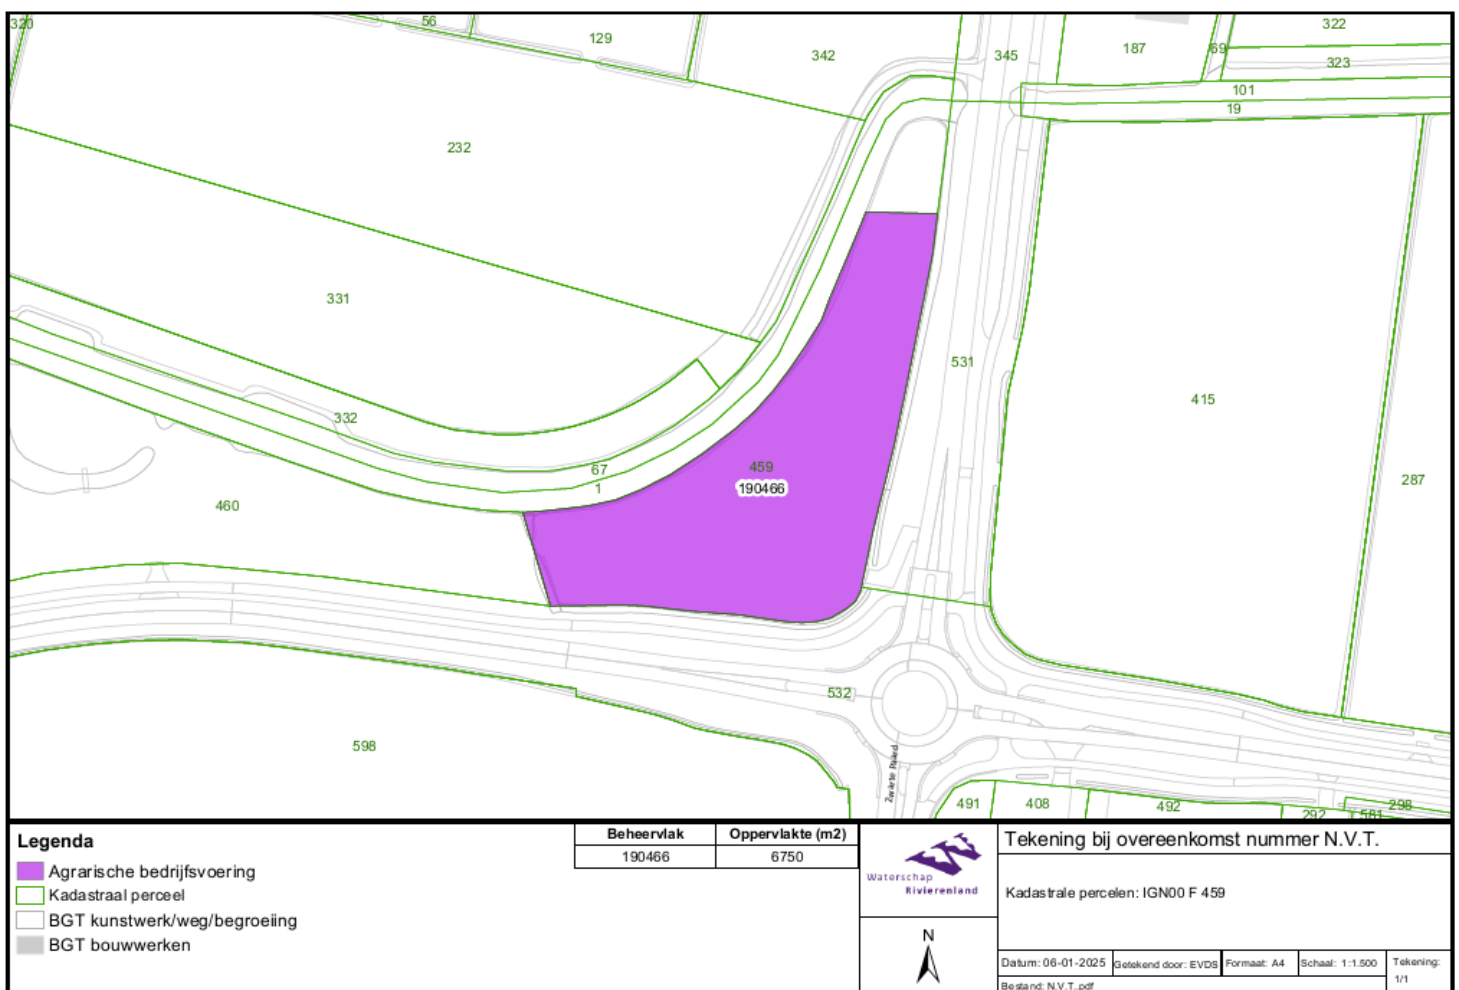 320
56
129
342
345
187
69
322
323
101
19
232
331
332
67
1
459
190466
531
415
287
460
532
598
Zwarte Paard
491
408
492
292
581
298
Legenda
Agrarische bedrijfsvoering
Kadastraal perceel
BGT kunstwerk/weg/begroeiing
BGT bouwwerken
Beheervlak Oppervlakte (m2)
190466 6750
Waterschap
Rivierenland
N
Tekening bij overeenkomst nummer N.V.T.
Kadastrale percelen: IGN00 F 459
Datum: 06-01-2025 Getekend door: EVDS Formaat: A4 Schaal: 1:1.500 Tekening:
1/1
Bestand: N.V.T..pdf